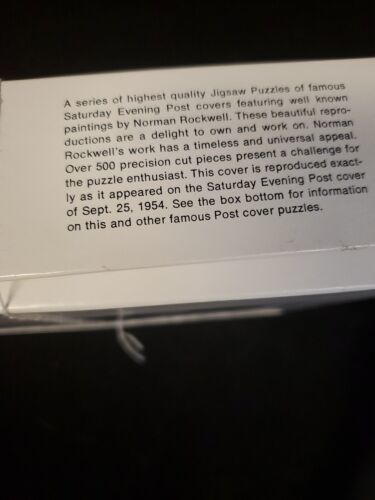 A series of highest quality Jigsaw Puzzles of famous
Saturday Evening Post covers featuring well known
paintings by Norman Rockwell. These beautiful repro-
ductions are a delight to own and work on. Norman
Rockwell's work has a timeless and universal appeal.
Over 500 precision cut pieces present a challenge for
the puzzle enthusiast. This cover is reproduced exact-
ly as it appeared on the Saturday Evening Post cover
of Sept. 25, 1954. See the box bottom for information
on this and other famous Post cover puzzles.